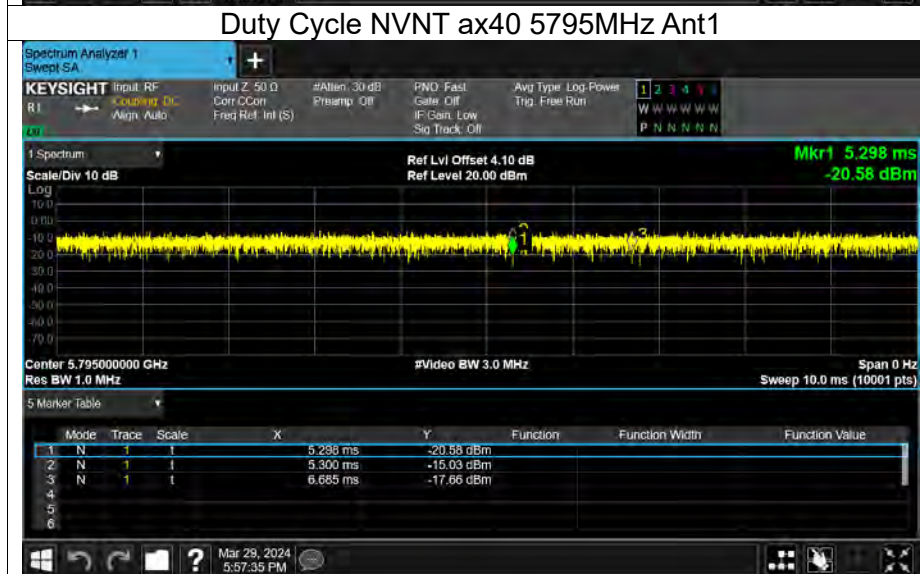 Duty Cycle NVNT ax40 5795MHz Ant1
Spectrum Analyzer 1
Swept SA
+
KEYSIGHT Input: RF Input Z: 50 Ω #Atten: 30 dB PNO: Fast Avg Type: Log-Power 1 2 3 4 5 6
Coupling: DC Corr CCorr Preamp: Off Gate: Off Trig: Free Run W W W W W W
Align: Auto Freq Ref: Int (S) IF Gain: Low
Sig Track: Off P N N N N N
1 Spectrum
Ref Lvl Offset 4.10 dB Mkr1 5.298 ms
Scale/Div 10 dB Ref Level 20.00 dBm -20.58 dBm
Log
10.0
0.00
-10.0
-20.0
-30.0
-40.0
-50.0
-60.0
-70.0
1
3
Center 5.795000000 GHz #Video BW 3.0 MHz Span 0 Hz
Res BW 1.0 MHz Sweep 10.0 ms (10001 pts)
5 Marker Table
Mode Trace Scale X Y Function Function Width Function Value
1 N 1 t 5.298 ms -20.58 dBm
2 N 1 t 5.300 ms -15.03 dBm
3 N 1 t 6.685 ms -17.66 dBm
4
5
6
? Mar 29, 2024
5:57:35 PM